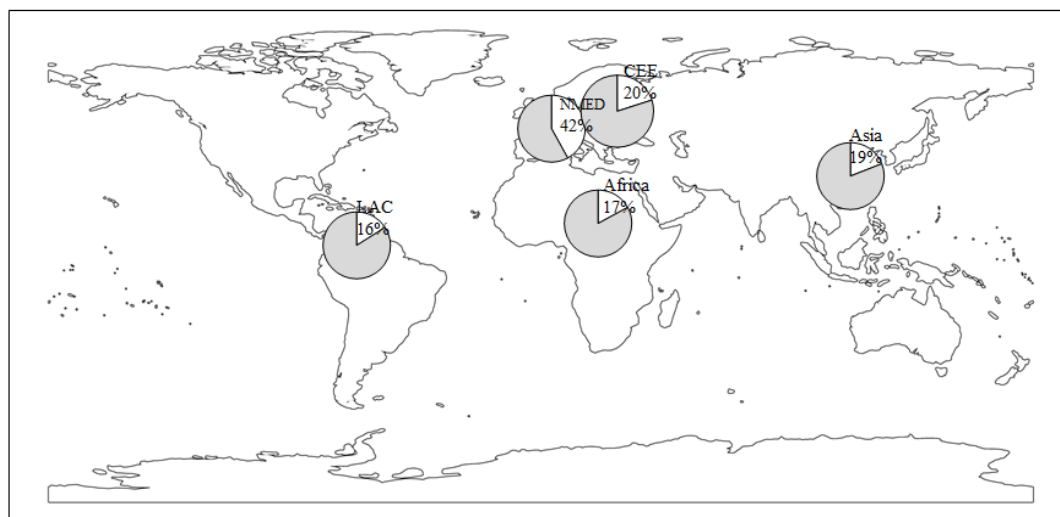 CEE
20%
NMED
42%
Asia
19%
Africa
17%
LAC
16%